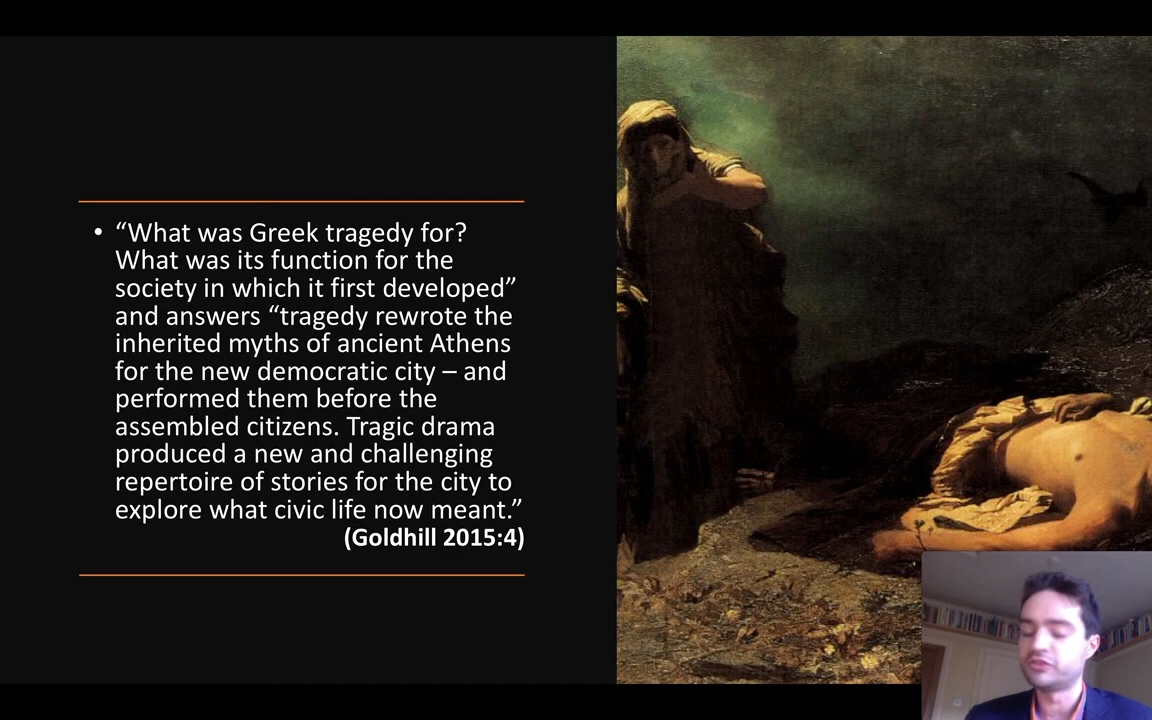 • “What was Greek tragedy for?
What was its function for the
society in which it first developed”
and answers “tragedy rewrote the
inherited myths of ancient Athens
for the new democratic city – and
performed them before the
assembled citizens. Tragic drama
produced a new and challenging
repertoire of stories for the city to
explore what civic life now meant.”
(Goldhill 2015:4)